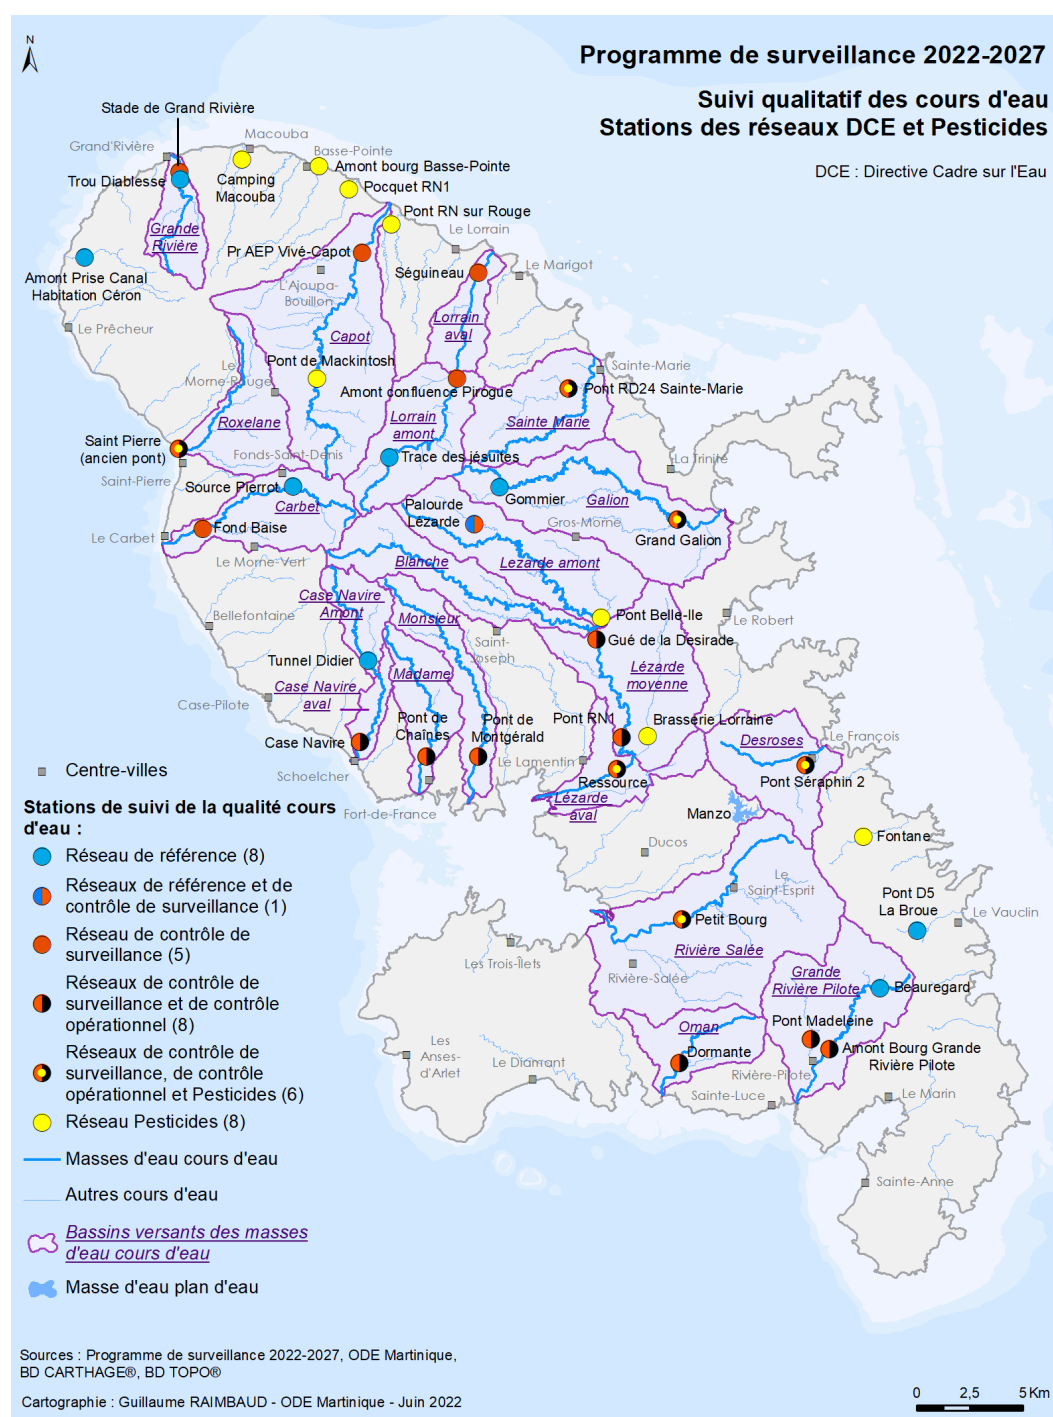 N
Programme de surveillance 2022-2027
Suivi qualitatif des cours d'eau
Stations des réseaux DCE et Pesticides
DCE : Directive Cadre sur l'Eau
Stade de Grand Rivière
Grand'Rivière
Macouba
Basse-Pointe
Trou Diablesse
Camping
Macouba
Amont bourg Basse-Pointe
Pocquet RN1
Pont RN sur Rouge
Le Lorrain
Grande
Rivière
Pr AEP Vivé-Capot
Séguineau
Le Marigot
Amont Prise Canal
Habitation Céron
L'Ajoupa-
Bouillon
Le Prêcheur
Lorrain
aval
Capot
Le
Morne-Rouge
Pont de Mackintosh
Amont confluence Pirogue
Sainte-Marie
Pont RD24 Sainte-Marie
Roxelane
Lorrain
amont
Sainte Marie
Saint Pierre
(ancien pont)
Fonds-Saint-Denis
Trace des jésuites
La Trinité
Saint-Pierre
Source Pierrot
Carbet
Gommier
Galion
Palourde
Lézarde
Gros-Morne
Fond Baise
Le Carbet
Grand Galion
Le Morne-Vert
Blanche
Lezarde amont
Case Navire
Amont
Bellefontaine
Monsieur
Pont Belle-Ile
Le Robert
Saint-
Joseph
Gué de la Desirade
Tunnel Didier
Madame
Lézarde
moyenne
Case Navire
aval
Case-Pilote
Pont de
Chaînes
Pont de
Montgérald
Pont RN1
Brasserie Lorraine
Case Navire
Desroses
Le François
Schoelcher
Le Lamentin
Ressource
Pont Séraphin 2
Fort-de-France
Lézarde
aval
Manzo
Ducos
Fontane
Le
Saint-Esprit
Pont D5
La Broue
Le Vauclin
Petit Bourg
Les Trois-Îlets
Rivière Salée
Rivière-Salée
Grande
Rivière Pilote
Beauregard
Oman
Pont Madeleine
Les
Anses-
d'Arlet
Le Diamant
Dormante
Amont Bourg Grande
Rivière Pilote
Rivière-Pilote
Sainte-Luce
Le Marin
Sainte-Anne
Centre-villes
Stations de suivi de la qualité cours
d'eau :
Réseau de référence (8)
Réseaux de référence et de
contrôle de surveillance (1)
Réseau de contrôle de
surveillance (5)
Réseaux de contrôle de
surveillance et de contrôle
opérationnel (8)
Réseaux de contrôle de
surveillance, de contrôle
opérationnel et Pesticides (6)
Réseau Pesticides (8)
Masses d'eau cours d'eau
Autres cours d'eau
Bassins versants des masses
d'eau cours d'eau
Masse d'eau plan d'eau
Sources : Programme de surveillance 2022-2027, ODE Martinique,
BD CARTHAGE®, BD TOPO®
Cartographie : Guillaume RAIMBAUD - ODE Martinique - Juin 2022
0 2,5 5 Km